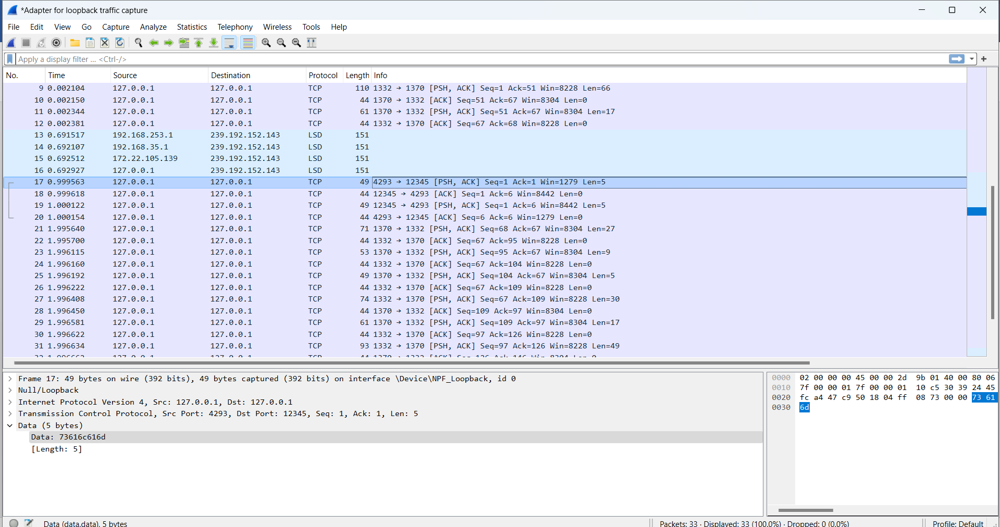 *Adapter for loopback traffic capture
File Edit View Go Capture Analyze Statistics Telephony Wireless Tools Help
Apply a display filter ... <Ctrl-/>
No. Time Source Destination Protocol Length Info
9 0.002104 127.0.0.1 127.0.0.1 TCP 110 1332 → 1370 [PSH, ACK] Seq=1 Ack=51 Win=8228 Len=66
10 0.002150 127.0.0.1 127.0.0.1 TCP 44 1370 → 1332 [ACK] Seq=51 Ack=67 Win=8304 Len=0
11 0.002344 127.0.0.1 127.0.0.1 TCP 61 1370 → 1332 [PSH, ACK] Seq=51 Ack=67 Win=8304 Len=17
12 0.002381 127.0.0.1 127.0.0.1 TCP 44 1332 → 1370 [ACK] Seq=67 Ack=68 Win=8228 Len=0
13 0.691517 192.168.253.1 239.192.152.143 LSD 151
14 0.692107 192.168.35.1 239.192.152.143 LSD 151
15 0.692512 172.22.105.139 239.192.152.143 LSD 151
16 0.692927 127.0.0.1 239.192.152.143 LSD 151
17 0.999563 127.0.0.1 127.0.0.1 TCP 49 4293 → 12345 [PSH, ACK] Seq=1 Ack=1 Win=1279 Len=5
18 0.999618 127.0.0.1 127.0.0.1 TCP 44 12345 → 4293 [ACK] Seq=1 Ack=6 Win=8442 Len=0
19 1.000122 127.0.0.1 127.0.0.1 TCP 49 12345 → 4293 [PSH, ACK] Seq=1 Ack=6 Win=8442 Len=5
20 1.000154 127.0.0.1 127.0.0.1 TCP 44 4293 → 12345 [ACK] Seq=6 Ack=6 Win=1279 Len=0
21 1.995640 127.0.0.1 127.0.0.1 TCP 71 1370 → 1332 [PSH, ACK] Seq=68 Ack=67 Win=8304 Len=27
22 1.995700 127.0.0.1 127.0.0.1 TCP 44 1332 → 1370 [ACK] Seq=67 Ack=95 Win=8228 Len=0
23 1.996115 127.0.0.1 127.0.0.1 TCP 53 1370 → 1332 [PSH, ACK] Seq=95 Ack=67 Win=8304 Len=9
24 1.996160 127.0.0.1 127.0.0.1 TCP 44 1332 → 1370 [ACK] Seq=67 Ack=104 Win=8228 Len=0
25 1.996192 127.0.0.1 127.0.0.1 TCP 49 1370 → 1332 [PSH, ACK] Seq=104 Ack=67 Win=8304 Len=5
26 1.996222 127.0.0.1 127.0.0.1 TCP 44 1332 → 1370 [ACK] Seq=67 Ack=109 Win=8228 Len=0
27 1.996408 127.0.0.1 127.0.0.1 TCP 74 1332 → 1370 [PSH, ACK] Seq=67 Ack=109 Win=8228 Len=30
28 1.996450 127.0.0.1 127.0.0.1 TCP 44 1370 → 1332 [ACK] Seq=109 Ack=97 Win=8304 Len=0
29 1.996581 127.0.0.1 127.0.0.1 TCP 61 1370 → 1332 [PSH, ACK] Seq=109 Ack=97 Win=8304 Len=17
30 1.996622 127.0.0.1 127.0.0.1 TCP 44 1332 → 1370 [ACK] Seq=97 Ack=126 Win=8228 Len=0
31 1.996634 127.0.0.1 127.0.0.1 TCP 93 1332 → 1370 [PSH, ACK] Seq=97 Ack=126 Win=8228 Len=49
32 1.996662 127.0.0.1 127.0.0.1 TCP 44 1370 → 1332 [ACK] Seq=126 Ack=146 Win=8304 Len=0
Frame 17: 49 bytes on wire (392 bits), 49 bytes captured (392 bits) on interface \Device\NPF_Loopback, id 0
Null/Loopback
Internet Protocol Version 4, Src: 127.0.0.1, Dst: 127.0.0.1
Transmission Control Protocol, Src Port: 4293, Dst Port: 12345, Seq: 1, Ack: 1, Len: 5
Data (5 bytes)
Data: 73616c616d
[Length: 5]
0000 02 00 00 00 45 00 00 2d 9b 01 40 00 80 06
0010 7f 00 00 01 7f 00 00 01 10 c5 30 39 24 45
0020 fc a4 47 c9 50 18 04 ff 08 73 00 00 73 61
0030 6d
Data (data.data), 5 bytes
Packets: 33 · Displayed: 33 (100.0%) · Dropped: 0 (0.0%)
Profile: Default